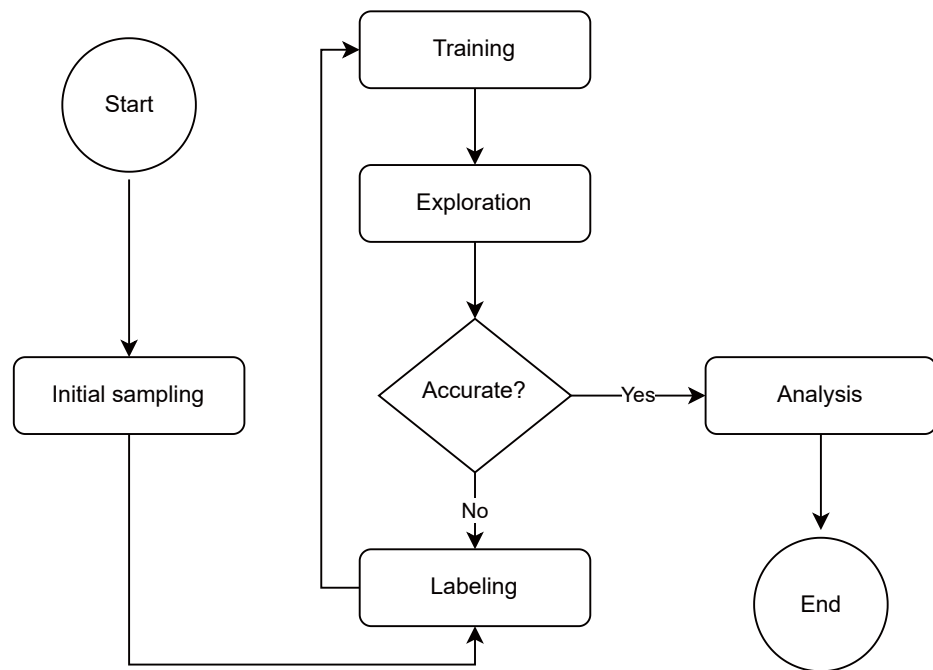 Start
Initial sampling
Training
Exploration
Accurate?
Yes
No
Labeling
Analysis
End